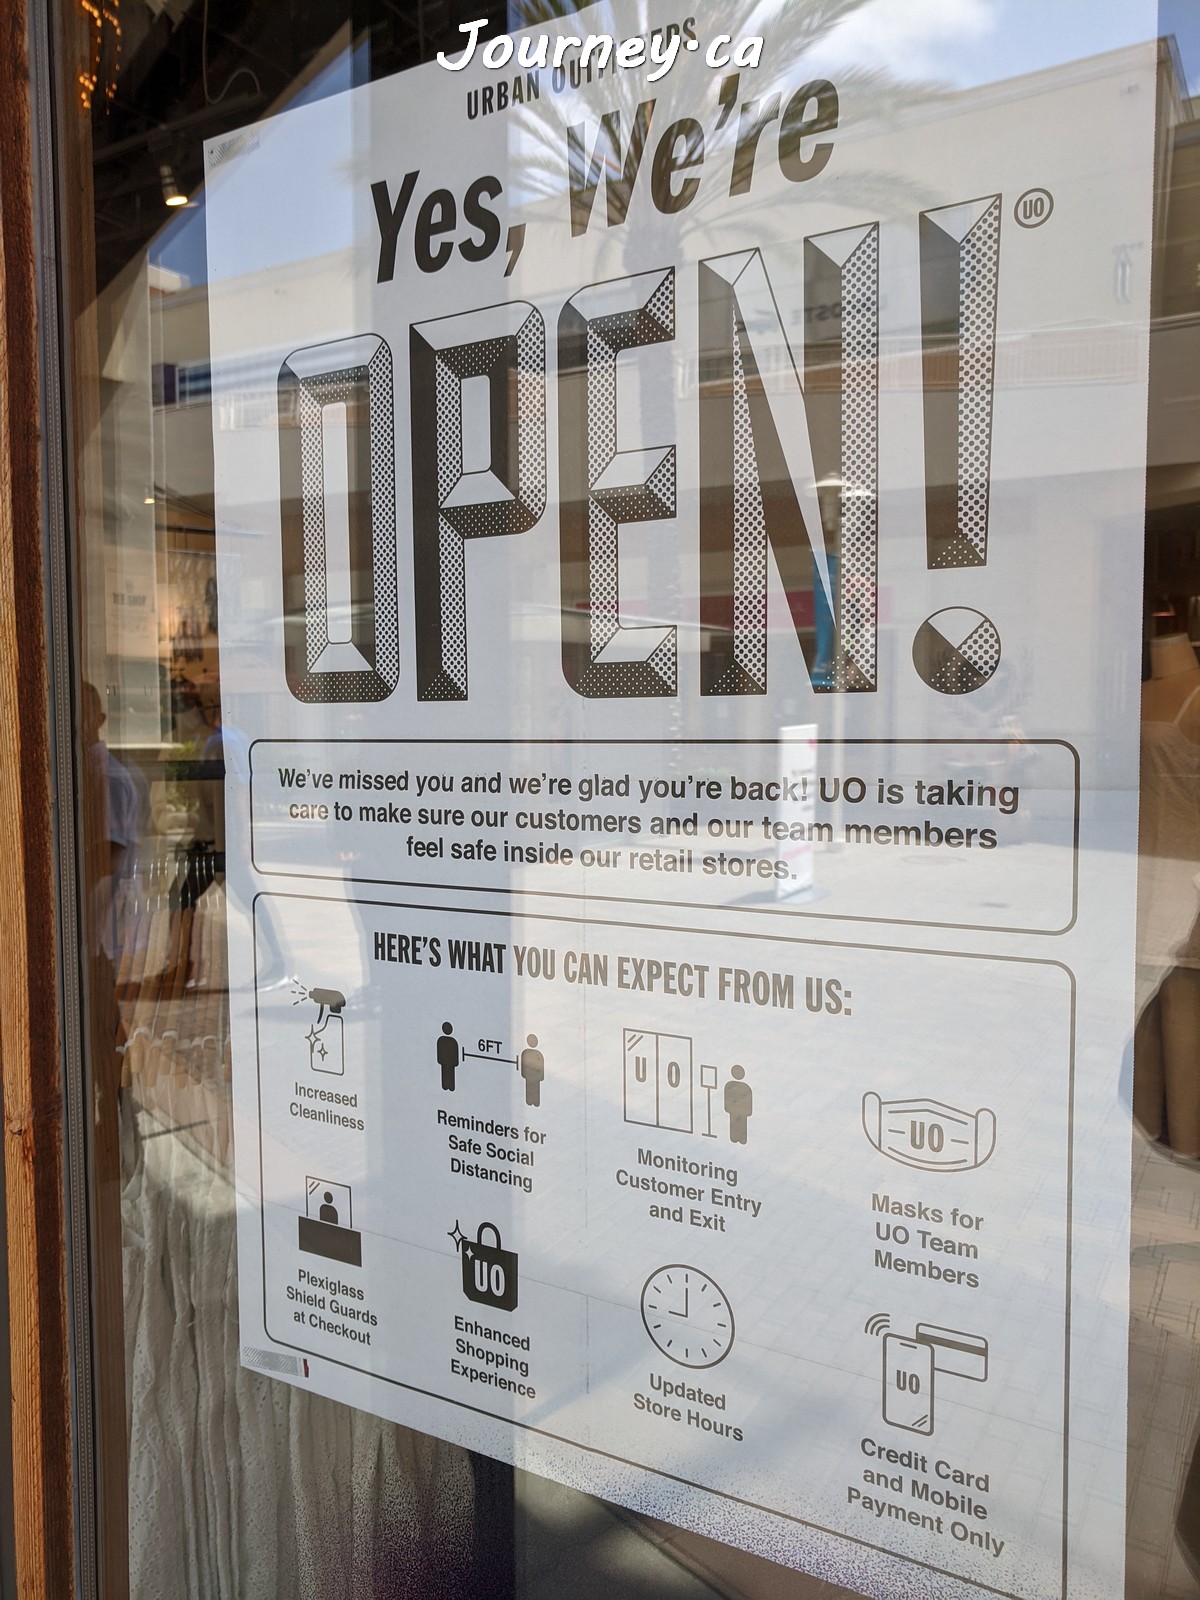 Journey.ca
URBAN OUTFITTERS
Yes, We're
OPEN!
UO
We've missed you and we're glad you're back! UO is taking
care to make sure our customers and our team members
feel safe inside our retail stores.
HERE'S WHAT YOU CAN EXPECT FROM US:
Increased
Cleanliness
6FT
Reminders for
Safe Social
Distancing
U O
Monitoring
Customer Entry
and Exit
UO
Masks for
UO Team
Members
Plexiglass
Shield Guards
at Checkout
UO
Enhanced
Shopping
Experience
Updated
Store Hours
UO
Credit Card
and Mobile
Payment Only